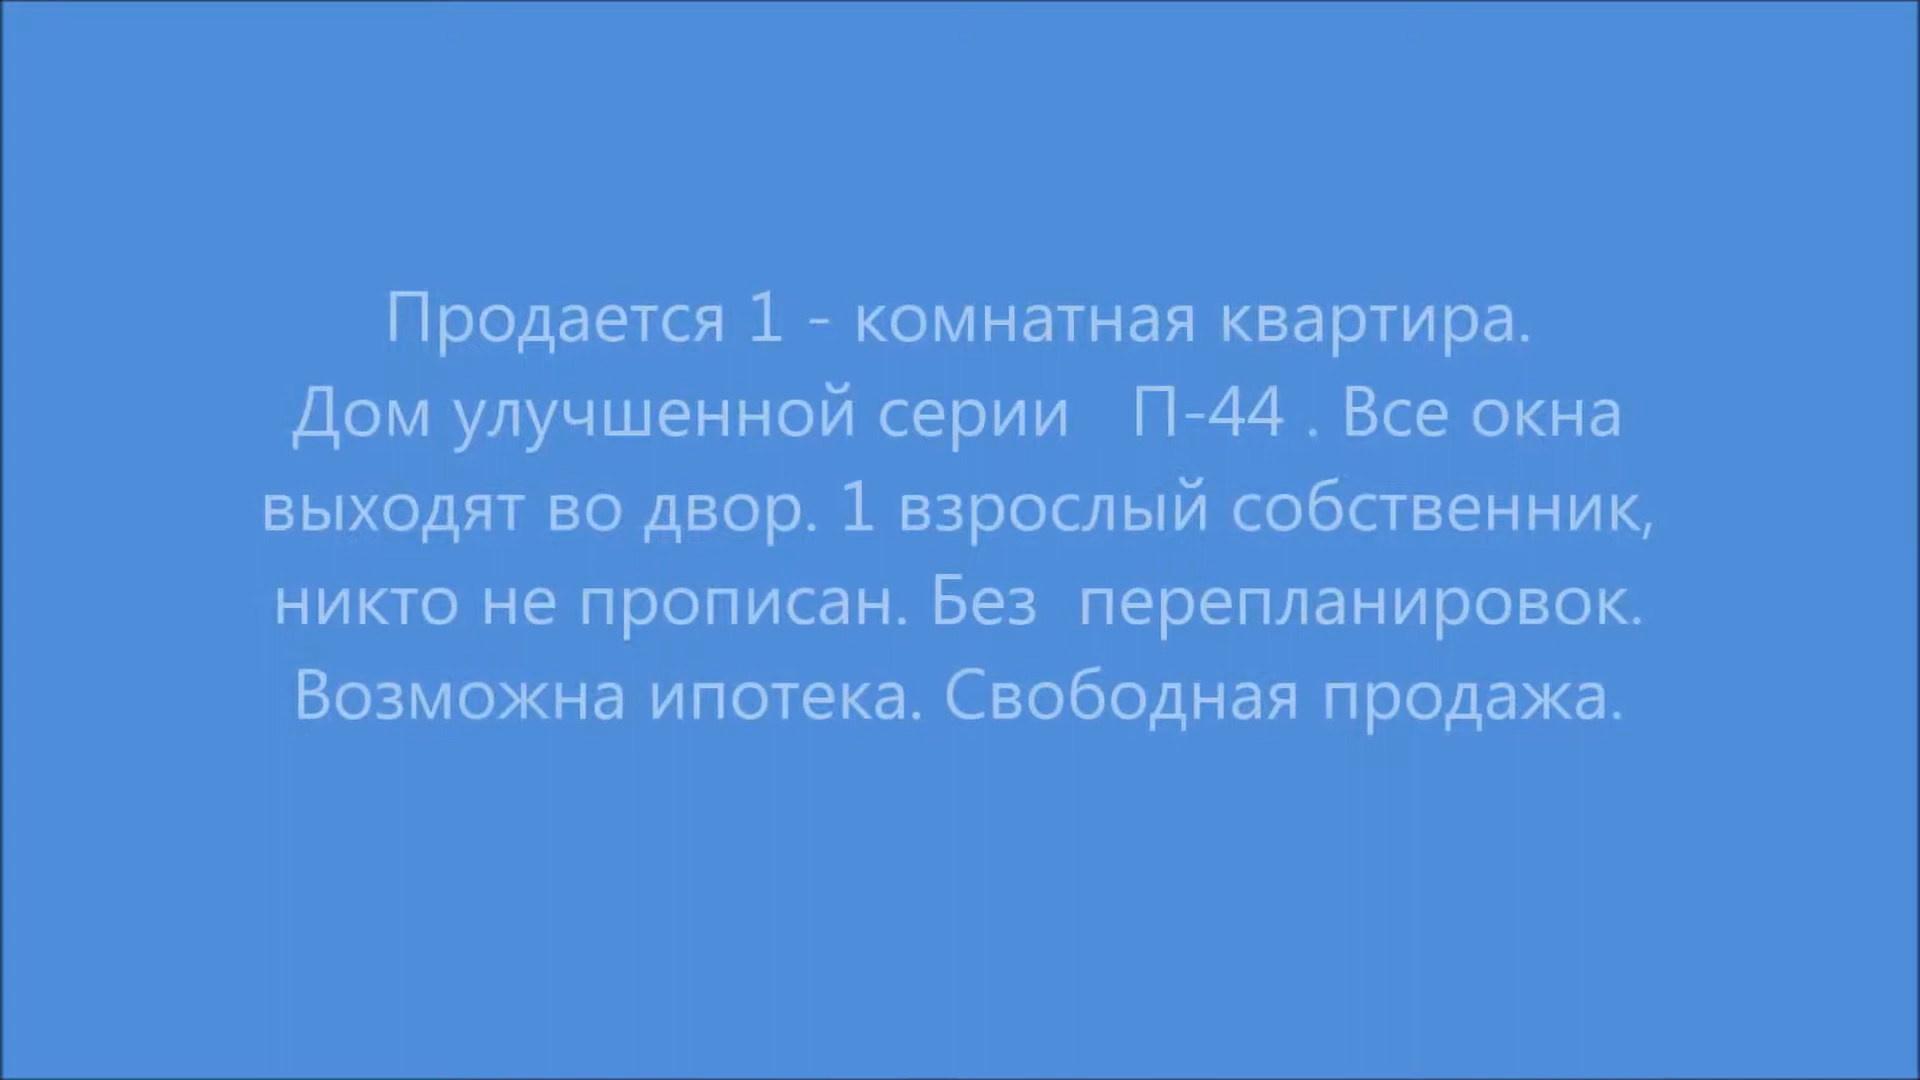 Продается 1 - комнатная квартира.
Дом улучшенной серии   П-44 . Все окна
выходят во двор. 1 взрослый собственник,
никто не прописан. Без  перепланировок.
Возможна ипотека. Свободная продажа.